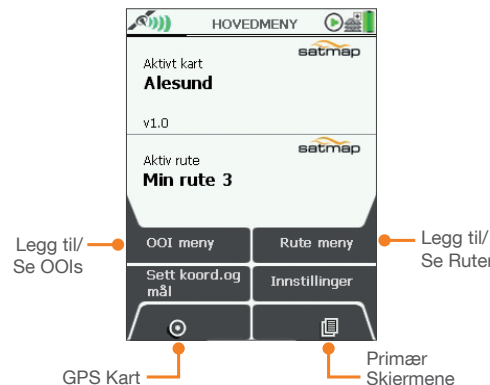 HOVEDMENY
satmap
Aktivt kart
Alesund
v1.0
satmap
Aktiv rute
Min rute 3
OOI meny
Rute meny
Sett koord.og
mål
Innstillinger
Legg til/
Se OOIs
Legg til/
Se Ruter
GPS Kart
Primær
Skjermene